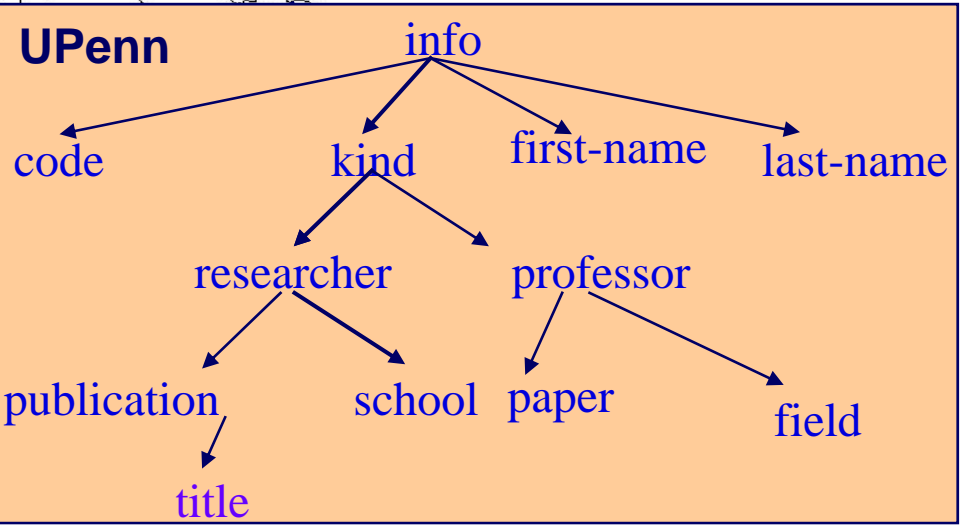 UPenn
info
code
kind
first-name
last-name
researcher
professor
publication
school
paper
field
title